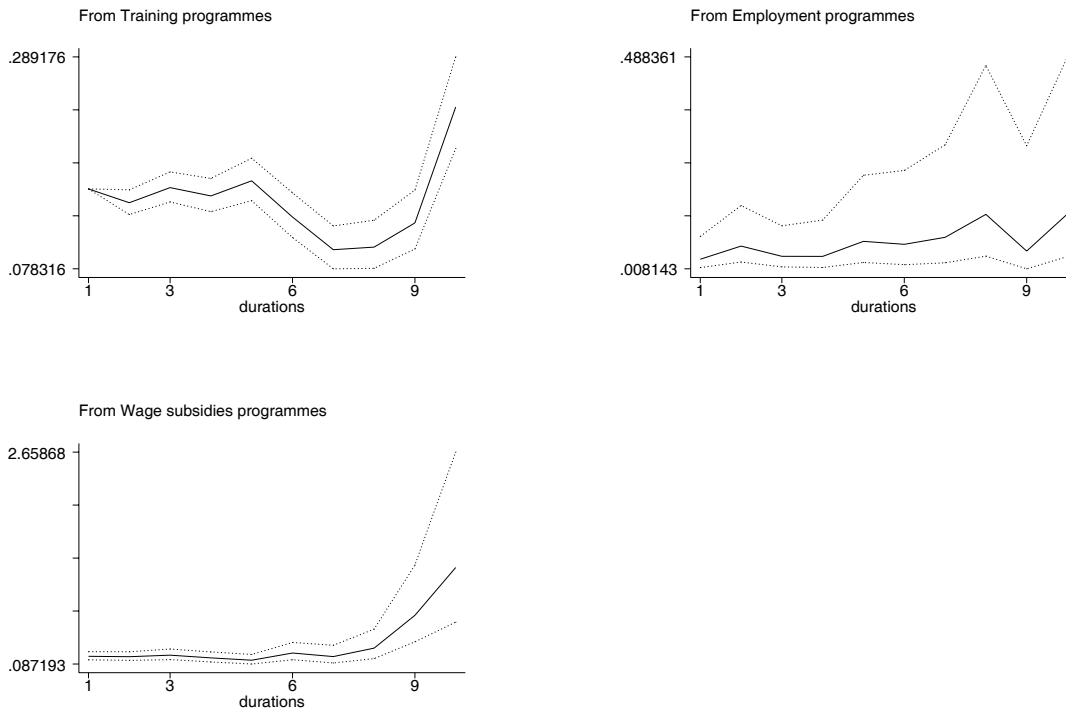 From Training programmes
.289176
.078316
1 3 6 9
durations
From Employment programmes
.488361
.008143
1 3 6 9
durations
From Wage subsidies programmes
2.65868
.087193
1 3 6 9
durations